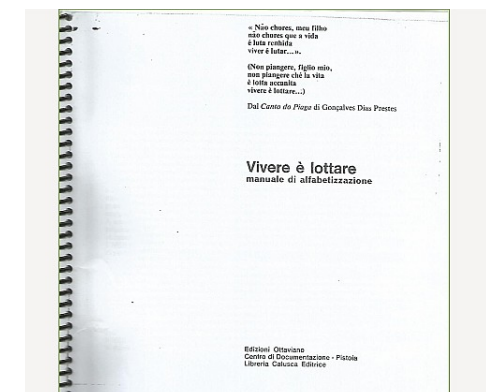 « Não chores, meu filho
não chores que a vida
é luta renhida
viver é lutar...».
(Non piangere, figlio mio,
non piangere ché la vita
è lotta accanita
vivere è lottare...)
Dal Canto do Piaga di Gonçalves Dias Prestes
Vivere è lottare
manuale di alfabetizzazione
Edizioni Ottaviano
Centro di Documentazione - Pistoia
Libreria Calusca Editrice